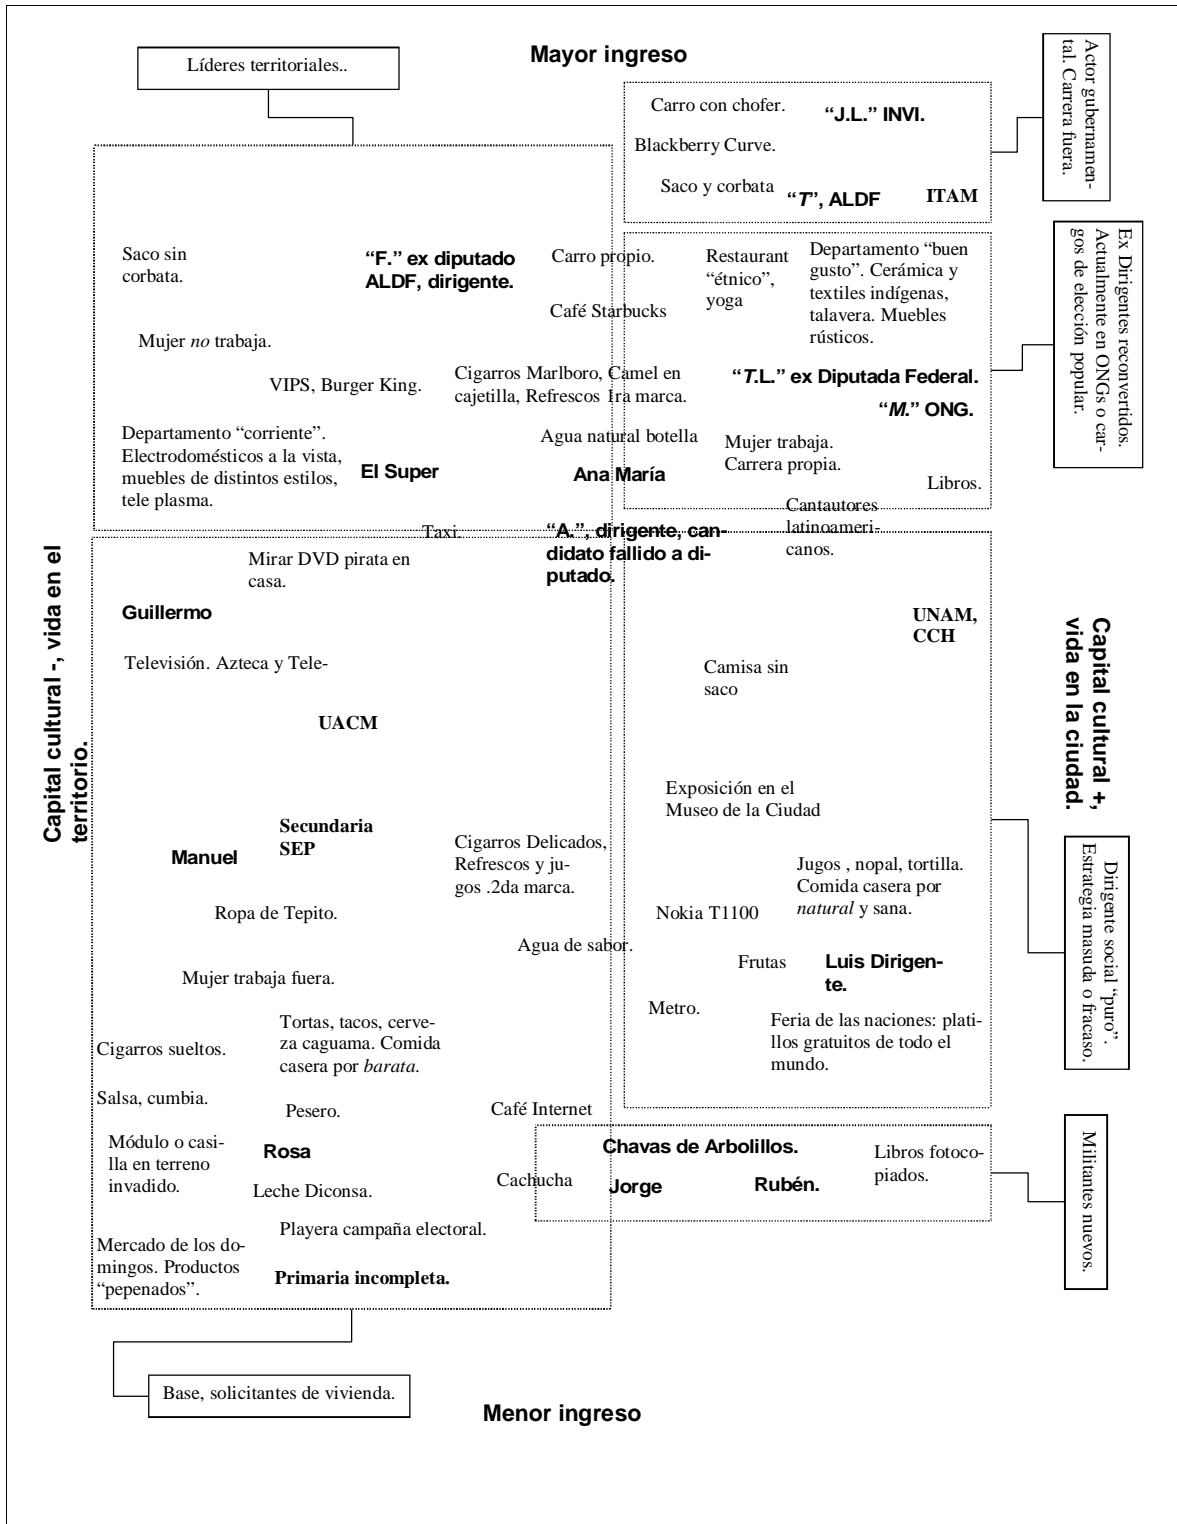 Mayor ingreso
Líderes territoriales..
Actor gubernamen-
tal. Carrera fuera.
Carro con chofer.
“J.L.” INVI.
Blackberry Curve.
Saco y corbata
“T”, ALDF
ITAM
Ex Dirigentes reconvertidos.
Actualmente en ONGs o car-
gos de elección popular.
Saco sin
corbata.
“F.” ex diputado
ALDF, dirigente.
Carro propio.
Restaurant
“étnico”,
yoga
Departamento “buen
gusto”. Cerámica y
textiles indígenas,
talavera. Muebles
rústicos.
Café Starbucks
Mujer no trabaja.
VIPS, Burger King.
Cigarros Marlboro, Camel en
cajetilla, Refrescos 1ra marca.
“T.L.” ex Diputada Federal.
“M.” ONG.
Departamento “corriente”.
Electrodomésticos a la vista,
muebles de distintos estilos,
tele plasma.
El Super
Agua natural botella
Ana María
Mujer trabaja.
Carrera propia.
Libros.
Cantautores
latinoameri-
canos.
Taxi.
“A.”, dirigente, can-
didato fallido a di-
putado.
Capital cultural -, vida en el
territorio.
Mirar DVD pirata en
casa.
Guillermo
UNAM,
CCH
Capital cultural +,
vida en la ciudad.
Televisión. Azteca y Tele-
Camisa sin
saco
UACM
Exposición en el
Museo de la Ciudad
Secundaria
SEP
Manuel
Cigarros Delicados,
Refrescos y ju-
gos .2da marca.
Jugos , nopal, tortilla.
Comida casera por
natural y sana.
Dirigente social “puro”.
Estrategia masuda o fracaso.
Ropa de Tepito.
Nokia T1100
Agua de sabor.
Frutas
Luis Dirigen-
te.
Mujer trabaja fuera.
Metro.
Tortas, tacos, cerve-
za caguama. Comida
casera por barata.
Feria de las naciones: plati-
llos gratuitos de todo el
mundo.
Cigarros sueltos.
Salsa, cumbia.
Pesero.
Café Internet
Módulo o casi-
lla en terreno
invadido.
Rosa
Chavas de Arbolillos.
Libros fotoco-
piados.
Militantes nuevos.
Leche Diconsa.
Cachucha
Jorge
Rubén.
Playera campaña electoral.
Mercado de los do-
mingos. Productos
“pepenados”.
Primaria incompleta.
Base, solicitantes de vivienda.
Menor ingreso